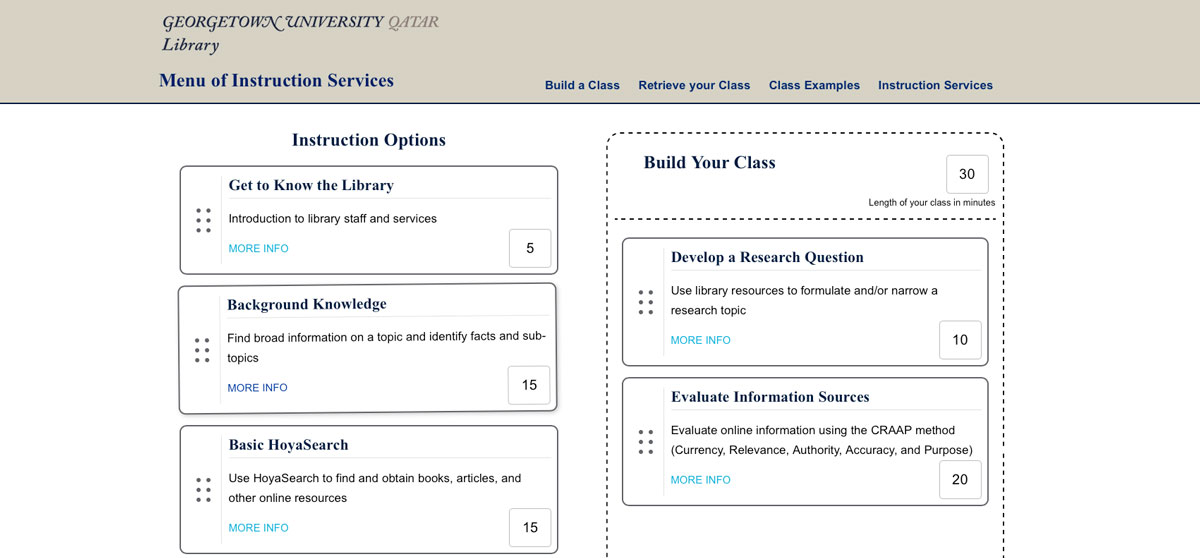 GEORGETOWN UNIVERSITY QATAR
Library
Menu of Instruction Services
Build a Class
Retrieve your Class
Class Examples
Instruction Services
Instruction Options
Get to Know the Library
Introduction to library staff and services
MORE INFO
5
Background Knowledge
Find broad information on a topic and identify facts and sub-
topics
MORE INFO
15
Basic HoyaSearch
Use HoyaSearch to find and obtain books, articles, and
other online resources
MORE INFO
15
Build Your Class
30
Length of your class in minutes
Develop a Research Question
Use library resources to formulate and/or narrow a
research topic
MORE INFO
10
Evaluate Information Sources
Evaluate online information using the CRAAP method
(Currency, Relevance, Authority, Accuracy, and Purpose)
MORE INFO
20